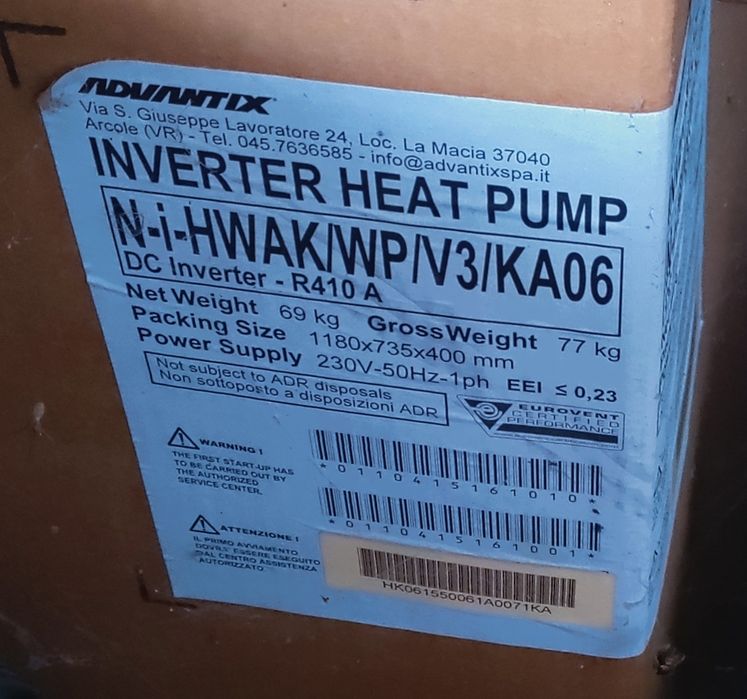 ADVANTIX
Via S. Giuseppe Lavoratore 24, Loc. La Macia 37040
Arcole (VR) - Tel. 045.7636585 - info@advantixspa.it
INVERTER HEAT PUMP
N-i-HWAK/WP/V3/KA06
DC Inverter - R410 A
Net Weight 69 kg GrossWeight 77 kg
Packing Size 1180x735x400 mm
Power Supply 230V-50Hz-1ph EEI ≤ 0,23
Not subject to ADR disposals
Non sottoposto a disposizioni ADR
EUROVENT
CERTIFIED
PERFORMANCE
WARNING !
THE FIRST START-UP HAS
TO BE CARRIED OUT BY
THE AUTHORIZED
SERVICE CENTER.
*0110415161010*
*0110415161001*
ATTENZIONE !
IL PRIMO AVVIAMENTO
DOVRA' ESSERE ESEGUITO
DAL CENTRO ASSISTENZA
AUTORIZZATO
HK061550061A0071KA